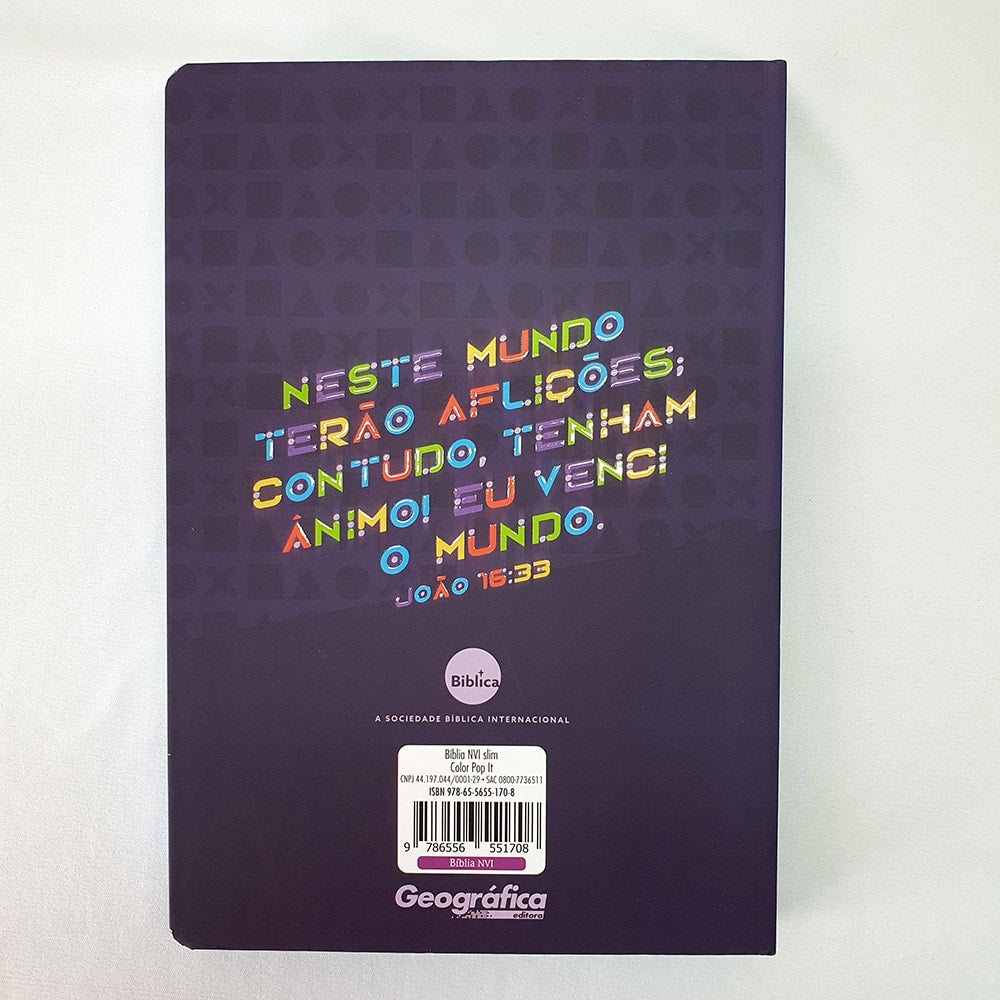 NESTE MUNDO
TERÃO AFLIÇÕES;
CONTUDO, TENHAM
ÂNIMO! EU VENCI
O MUNDO.
JOÃO 16:33
Biblica
A SOCIEDADE BÍBLICA INTERNACIONAL
Bíblia NVI slim
Color Pop It
CNPJ 44.197.044/0001-29 • SAC 0800-7736511
ISBN 978-65-5655-170-8
9 786556 551708
Bíblia NVI
Geográfica
editora